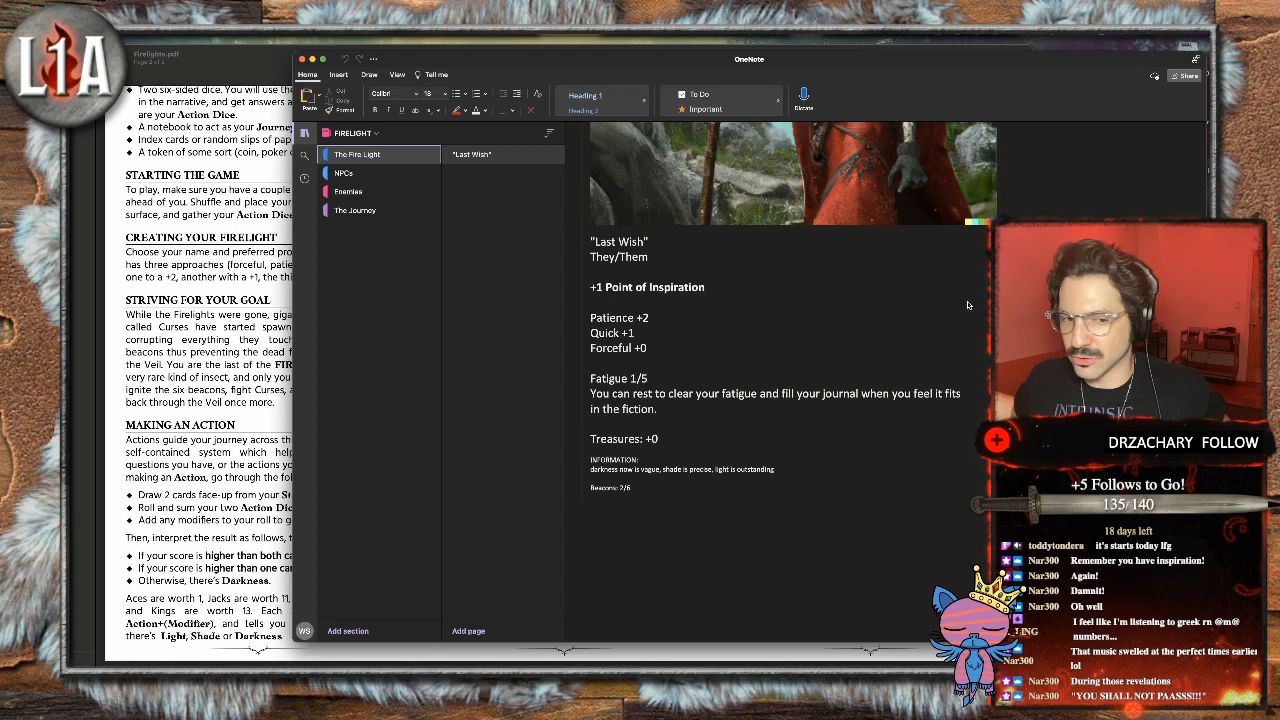 L1A
Firelights.pdf
Page 2 of 2
Two six-sided dice. You will use the
in the narrative, and get answers a
are your Action Dice.
A notebook to act as your Journe
Index cards or random slips of pap
A token of some sort (coin, poker c
STARTING THE GAME
To play, make sure you have a couple
ahead of you. Shuffle and place your
surface, and gather your Action Dice
CREATING YOUR FIRELIGHT
Choose your name and preferred pro
has three approaches (forceful, patie
one to a +2, another with a +1, the thi
STRIVING FOR YOUR GOAL
While the Firelights were gone, giga
called Curses have started spawn
corrupting everything they touch
beacons thus preventing the dead f
the Veil. You are the last of the FIR
very rare kind of insect, and only you
ignite the six beacons, fight Curses, a
back through the Veil once more.
MAKING AN ACTION
Actions guide your journey across th
self-contained system which help
questions you have, or the actions yo
making an Action, go through the fol
Draw 2 cards face-up from your St
Roll and sum your two Action Dic
Add any modifiers to your roll to g
Then, interpret the result as follows, t
If your score is higher than both ca
If your score is higher than one car
Otherwise, there's Darkness.
Aces are worth 1, Jacks are worth 11,
and Kings are worth 13. Each
Action+(Modifier), and tells you
there's Light, Shade or Darkness
OneNote
Home Insert Draw View Tell me
Share
Paste
Cut
Copy
Format
Calibri 18
B I U
Heading 1
Heading 2
To Do
Important
Dictate
FIRELIGHT
The Fire Light
NPCs
Enemies
The Journey
"Last Wish"
"Last Wish"
They/Them
+1 Point of Inspiration
Patience +2
Quick +1
Forceful +0
Fatigue 1/5
You can rest to clear your fatigue and fill your journal when you feel it fits
in the fiction.
Treasures: +0
INFORMATION:
darkness now is vague, shade is precise, light is outstanding
Beacons: 2/6
WS
Add section
Add page
INTRINSIC
DRZACHARY FOLLOW
+5 Follows to Go!
135/140
18 days left
toddytondera it's starts today lfg
Nar300 Remember you have inspiration!
Nar300 Again!
Nar300 Damnit!
Nar300 Oh well
I feel like I'm listening to greek rn @m@
LING numbers...
That music swelled at the perfect times earlier
Nar300 lol
Nar300 During those revelations
Nar300 "YOU SHALL NOT PAASSS!!!"